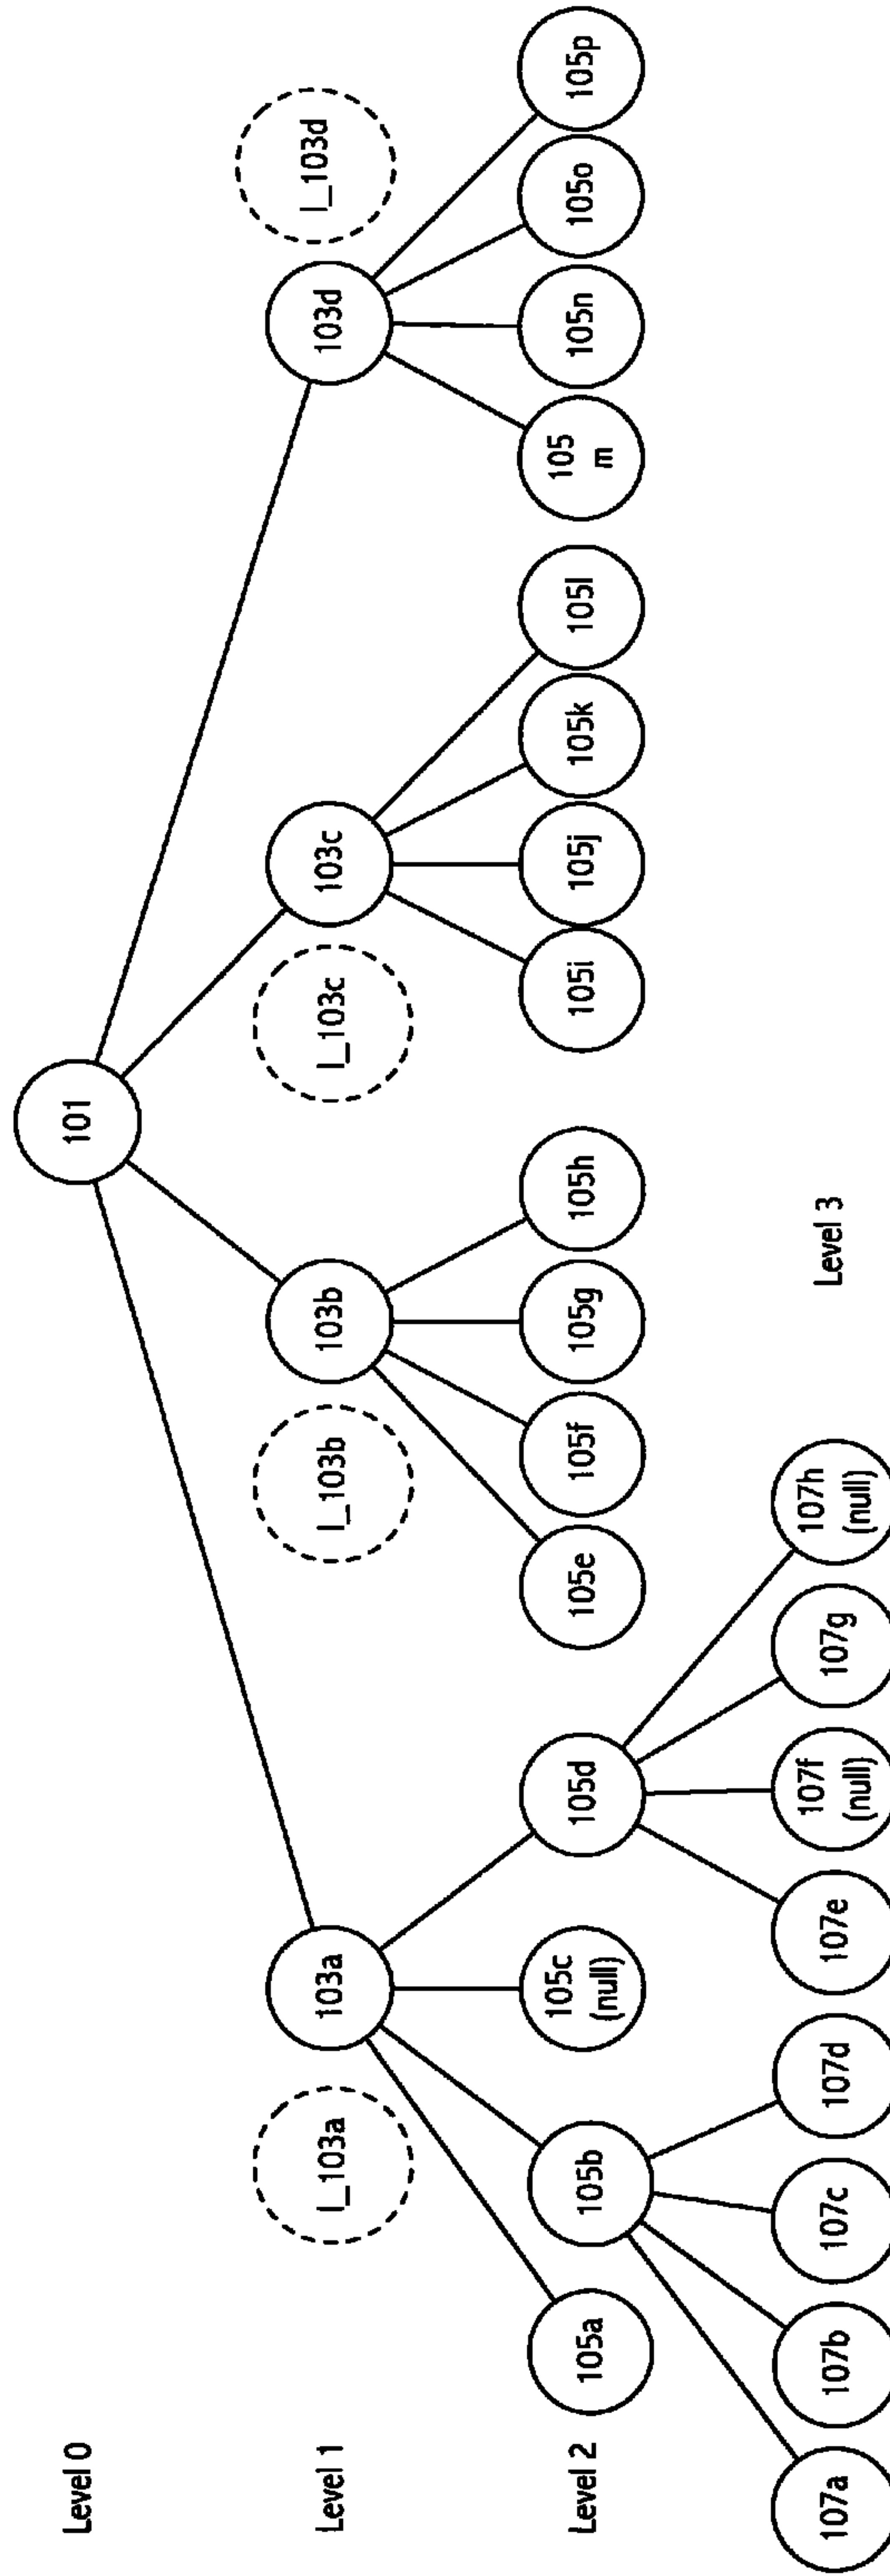 Level 0
101
Level 1
I_103a
103a
I_103b
103b
I_103c
103c
103d
I_103d
Level 2
105a
105b
105c
(null)
105d
105e
105f
105g
105h
105i
105j
105k
105l
105
m
105n
105o
105p
107a
107b
107c
107d
107e
107f
(null)
107g
107h
(null)
Level 3